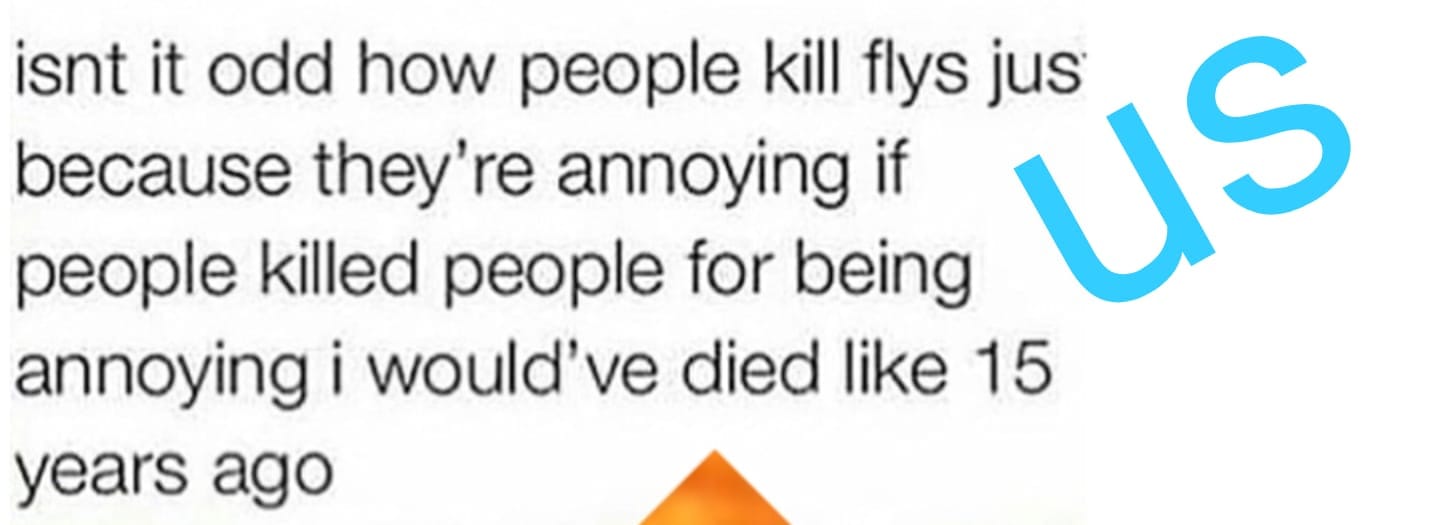 isnt it odd how people kill flys jus
because they're annoying if
people killed people for being
annoying i would've died like 15
years ago
us